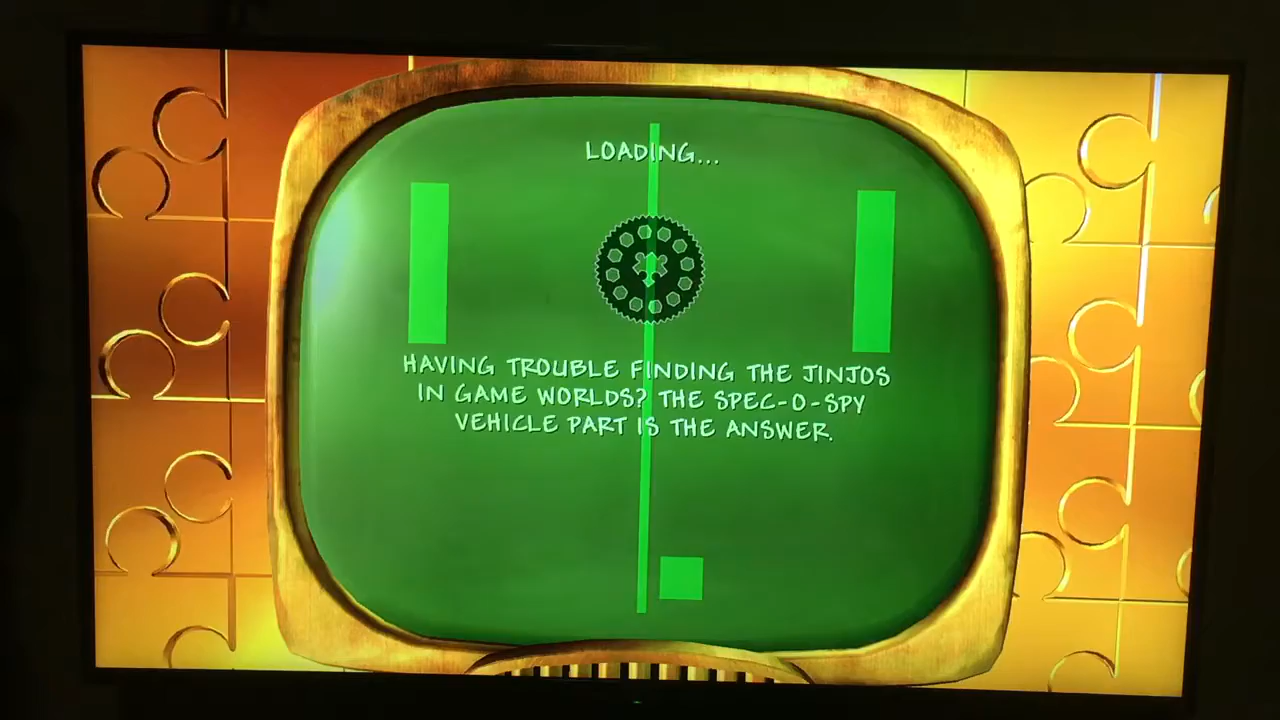 LOADING...
HAVING TROUBLE FINDING THE JINJOS
IN GAME WORLDS? THE SPEC-O-SPY
VEHICLE PART IS THE ANSWER.